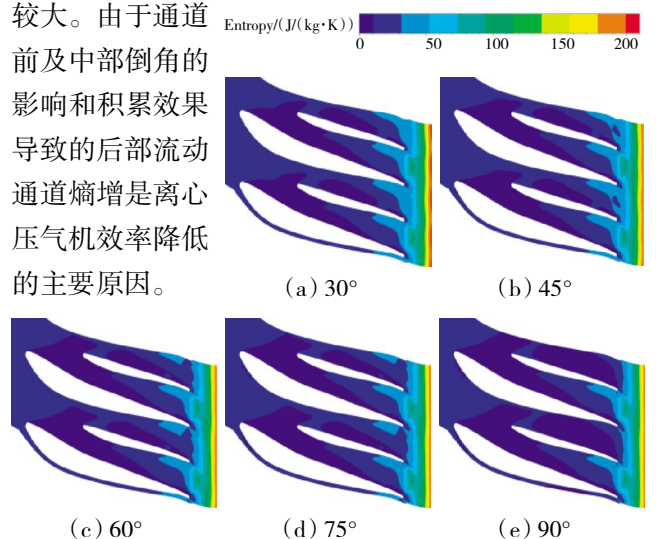 较大。由于通道
前及中部倒角的
影响和积累效果
导致的后部流动
通道熵增是离心
压气机效率降低
的主要原因。
Entropy/(J/(kg·K))
0 50 100 150 200
(a) 30° (b) 45°
(c) 60° (d) 75° (e) 90°